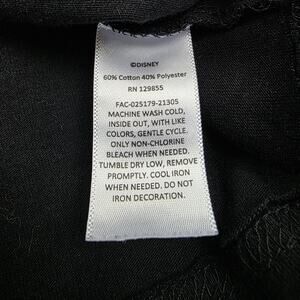 ©DISNEY
60% Cotton 40% Polyester
RN 129855
FAC-025179-21305
MACHINE WASH COLD,
INSIDE OUT, WITH LIKE
COLORS, GENTLE CYCLE.
ONLY NON-CHLORINE
BLEACH WHEN NEEDED.
TUMBLE DRY LOW, REMOVE
PROMPTLY. COOL IRON
WHEN NEEDED. DO NOT
IRON DECORATION.